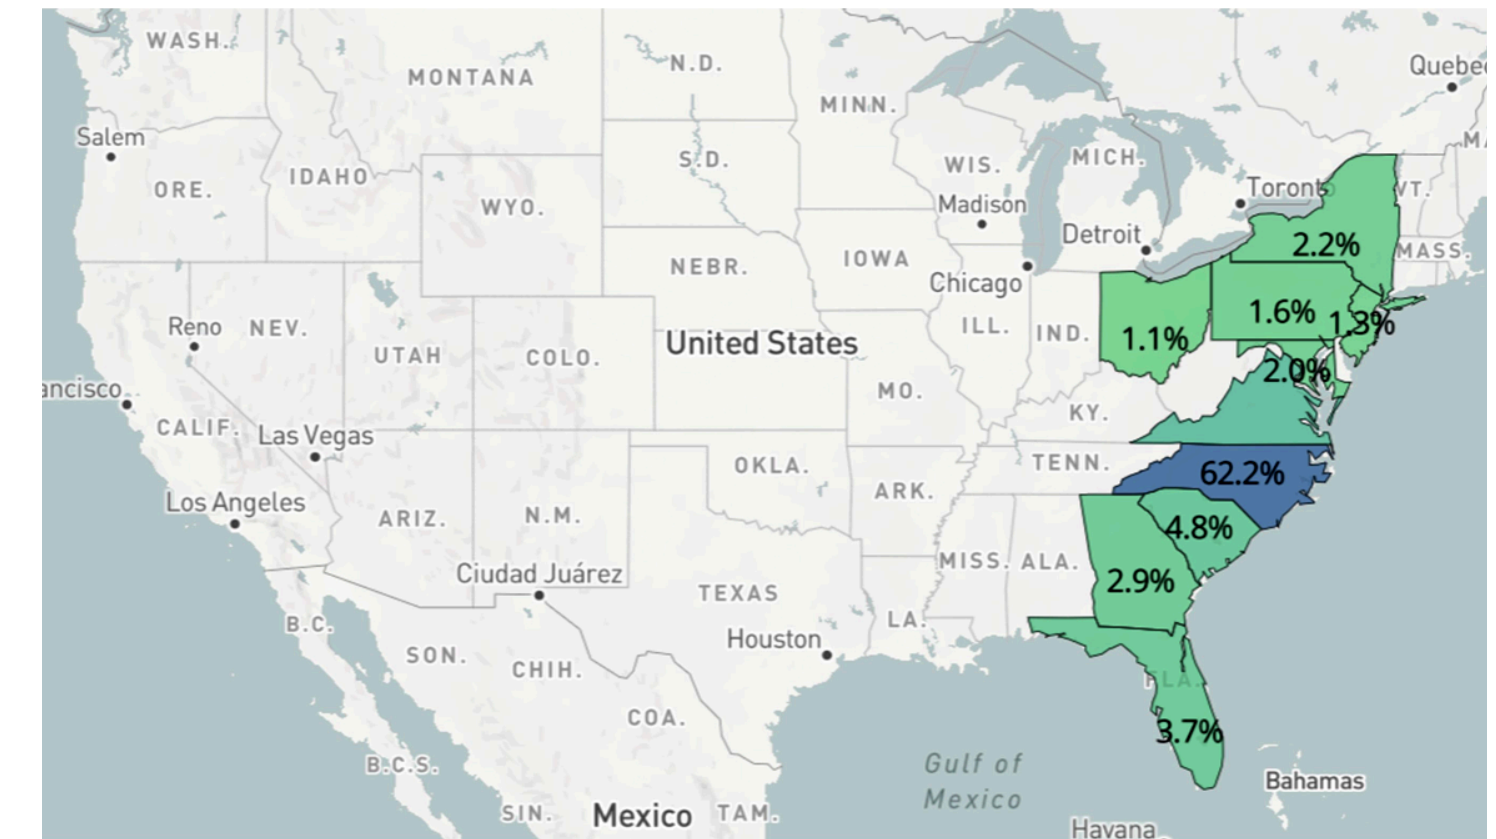 WASH.
MONTANA
N.D.
MINN.
Quebec
Salem
ORE.
IDAHO
WYO.
S.D.
WIS.
MICH.
Madison
Toronto
VT.
MA
Detroit
2.2%
MASS.
NEBR.
IOWA
Chicago
Reno
NEV.
UTAH
COLO.
United States
ILL.
IND.
1.1%
1.6%
1.3%
ancisco
CALIF.
Las Vegas
MO.
KY.
2.0%
Los Angeles
ARIZ.
N.M.
OKLA.
ARK.
TENN.
62.2%
4.8%
Ciudad Juárez
TEXAS
MISS.
ALA.
2.9%
B.C.
SON.
CHIH.
Houston
LA.
FLA.
COA.
3.7%
B.C.S.
SIN.
Mexico
TAM.
Gulf of
Mexico
Bahamas
Havana